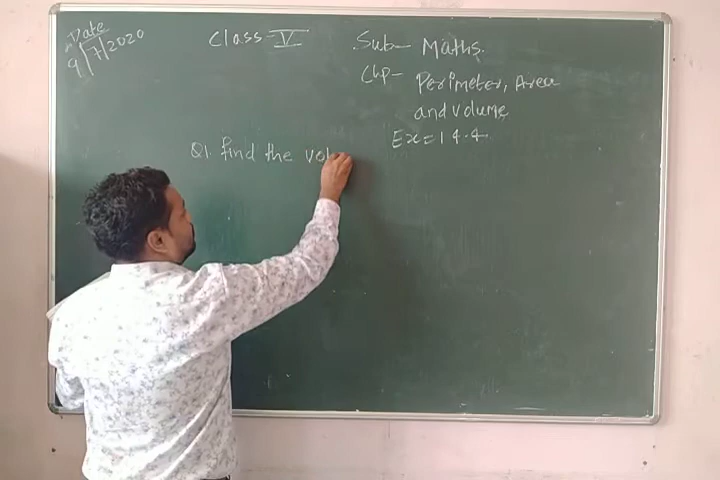 Date
9/7/2020
Class-V
Sub- Maths.
Chp- Perimeter, Area
and volume
Ex=14.4
Q1. find the vol